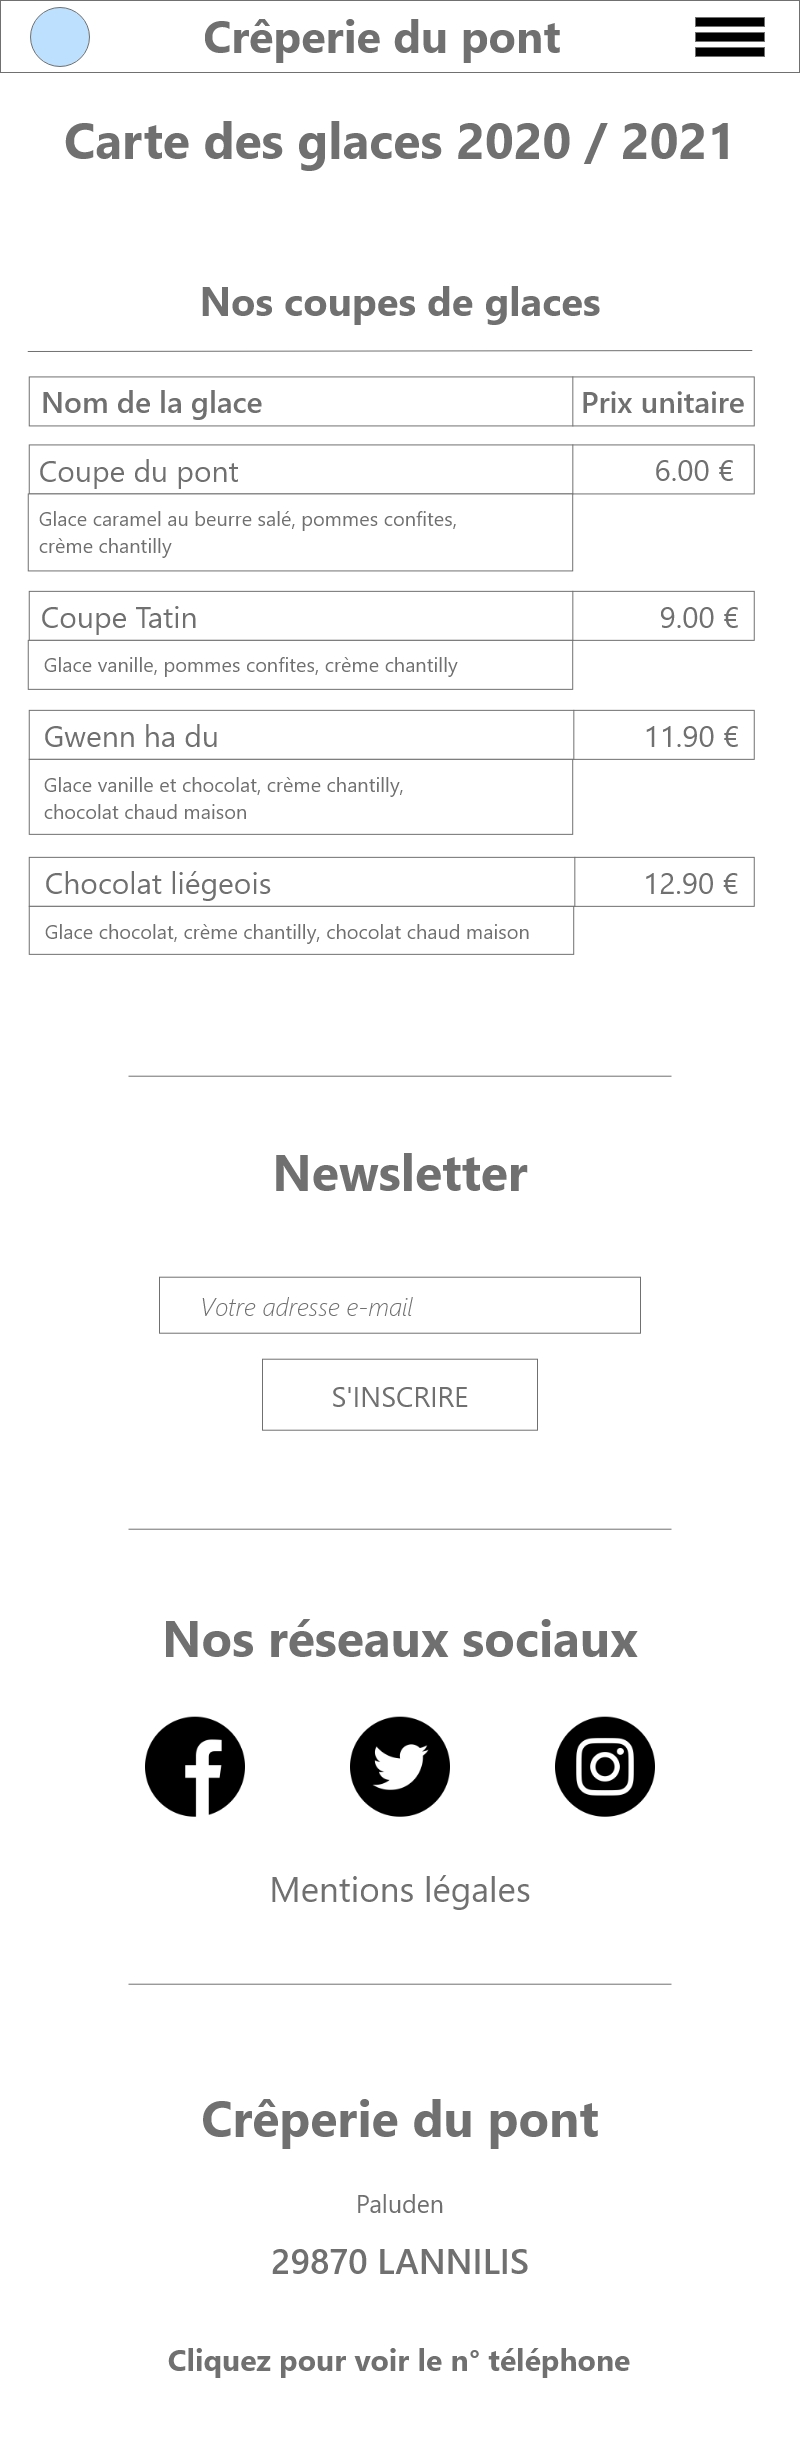 Crêperie du pont
Carte des glaces 2020 / 2021
Nos coupes de glaces
Nom de la glace Prix unitaire
Coupe du pont 6.00 €
Glace caramel au beurre salé, pommes confites,
crème chantilly
Coupe Tatin 9.00 €
Glace vanille, pommes confites, crème chantilly
Gwenn ha du 11.90 €
Glace vanille et chocolat, crème chantilly,
chocolat chaud maison
Chocolat liégeois 12.90 €
Glace chocolat, crème chantilly, chocolat chaud maison
Newsletter
Votre adresse e-mail
S'INSCRIRE
Nos réseaux sociaux
Mentions légales
Crêperie du pont
Paluden
29870 LANNILIS
Cliquez pour voir le n° téléphone